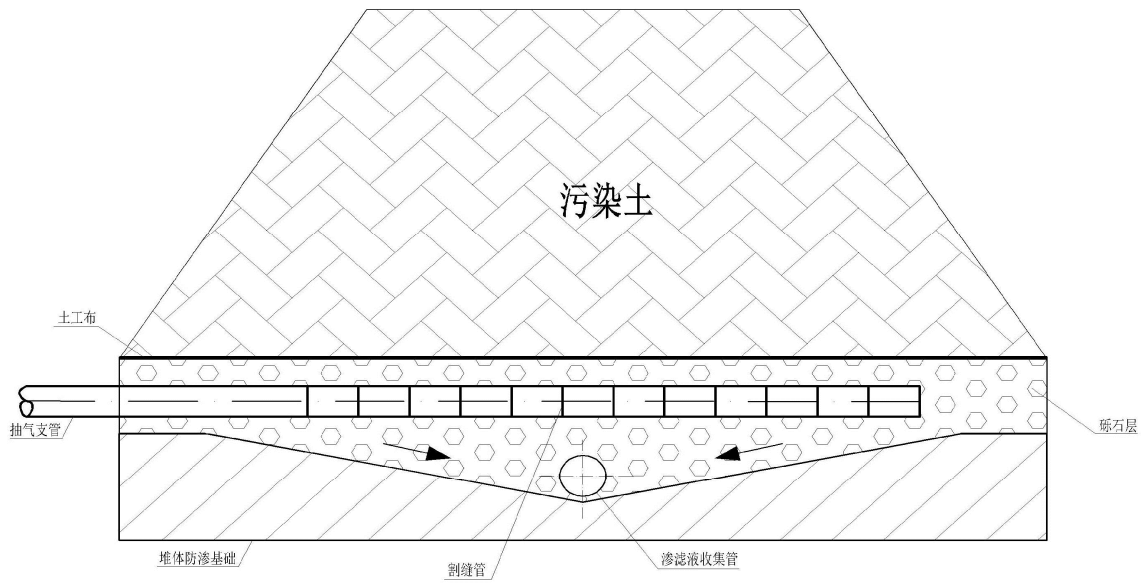 污染土
土工布
抽气支管
砾石层
堆体防渗基础
割缝管
渗滤液收集管